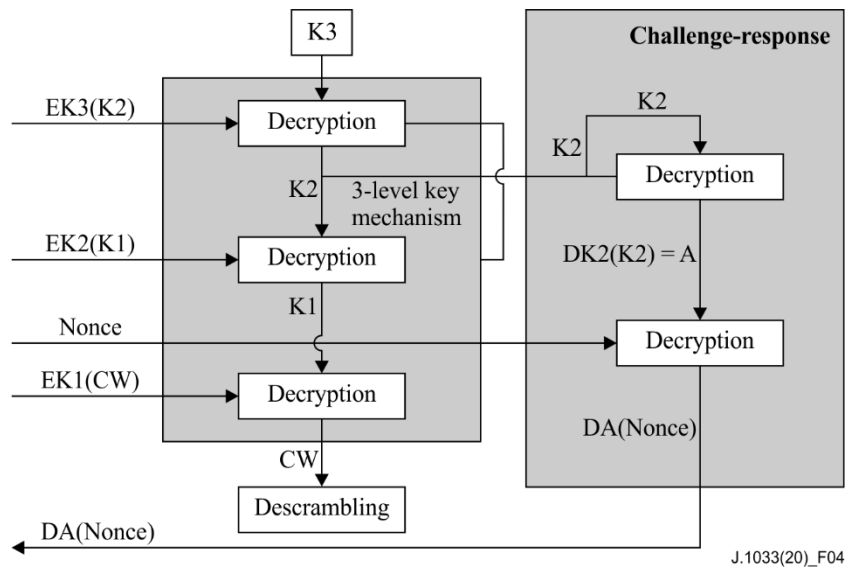 K3
Challenge-response
EK3(K2)
Decryption
K2
K2
Decryption
K2
3-level key
mechanism
EK2(K1)
Decryption
DK2(K2) = A
K1
Nonce
Decryption
EK1(CW)
Decryption
DA(Nonce)
CW
Descrambling
DA(Nonce)
J.1033(20)_F04